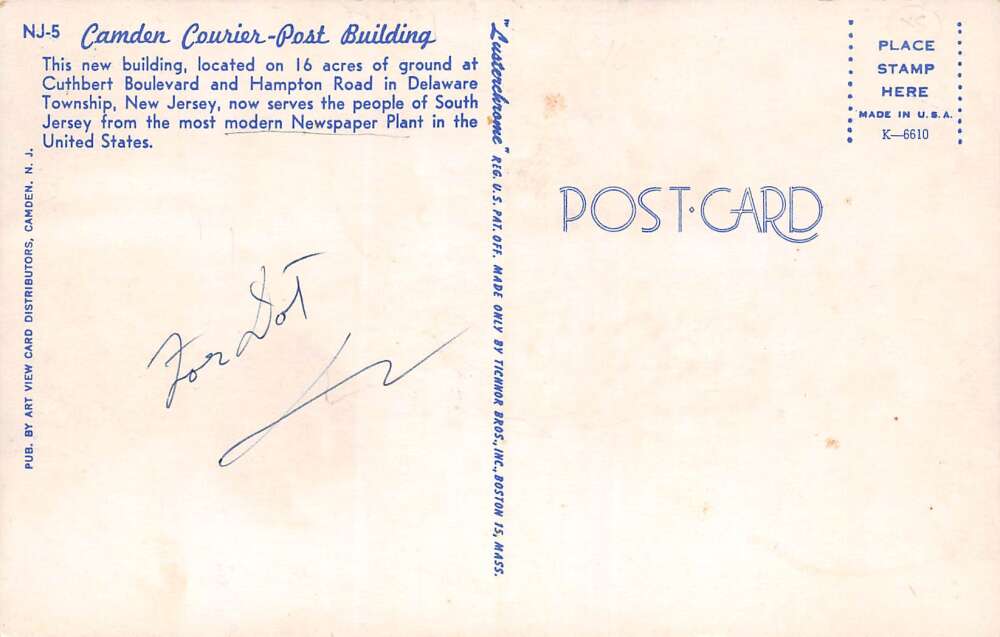 NJ-5 Camden Courier-Post Building
This new building, located on 16 acres of ground at
Cuthbert Boulevard and Hampton Road in Delaware
Township, New Jersey, now serves the people of South
Jersey from the most modern Newspaper Plant in the
United States.
PUB. BY ART VIEW CARD DISTRIBUTORS, CAMDEN, N. J.
For Dot
"Lusterchrome" REG. U.S. PAT. OFF. MADE ONLY BY TICHNOR BROS., INC., BOSTON 15, MASS.
POST·CARD
PLACE
STAMP
HERE
MADE IN U.S.A.
K—6610